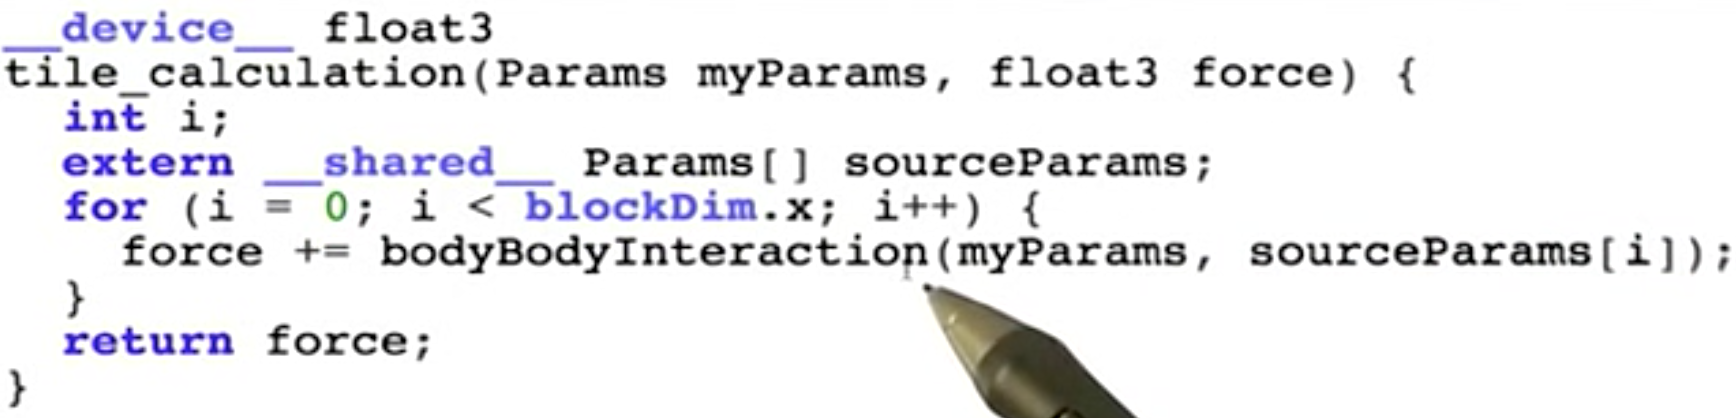 __device__ float3
tile_calculation(Params myParams, float3 force) {
  int i;
  extern __shared__ Params[] sourceParams;
  for (i = 0; i < blockDim.x; i++) {
    force += bodyBodyInteraction(myParams, sourceParams[i]);
  }
  return force;
}